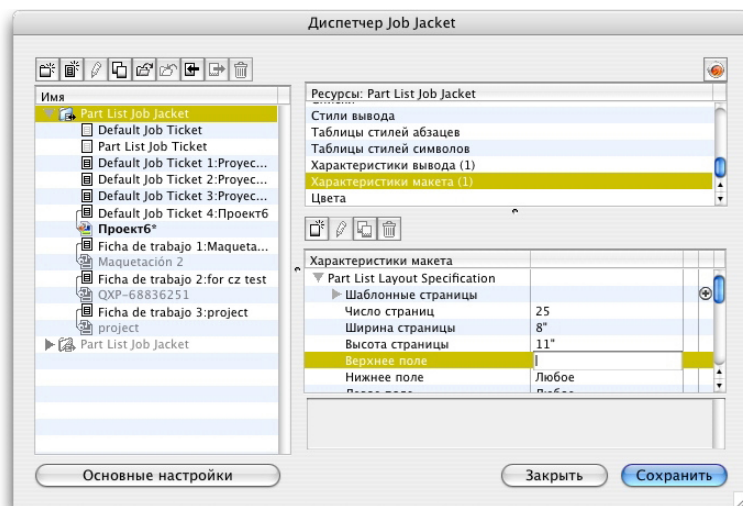 Диспетчер Job Jacket
Имя
Part List Job Jacket
Default Job Ticket
Part List Job Ticket
Default Job Ticket 1:Proyec...
Default Job Ticket 2:Proyec...
Default Job Ticket 3:Proyec...
Default Job Ticket 4:Проект6
Проект6*
Ficha de trabajo 1:Maqueta...
Maquetación 2
Ficha de trabajo 2:for cz test
QXP-68836251
Ficha de trabajo 3:project
project
Part List Job Jacket
Ресурсы: Part List Job Jacket
Стили вывода
Таблицы стилей абзацев
Таблицы стилей символов
Характеристики вывода (1)
Характеристики макета (1)
Цвета
Характеристики макета
Part List Layout Specification
Шаблонные страницы
Число страниц 25
Ширина страницы 8"
Высота страницы 11"
Верхнее поле
Нижнее поле Любое
Основные настройки
Закрыть
Сохранить